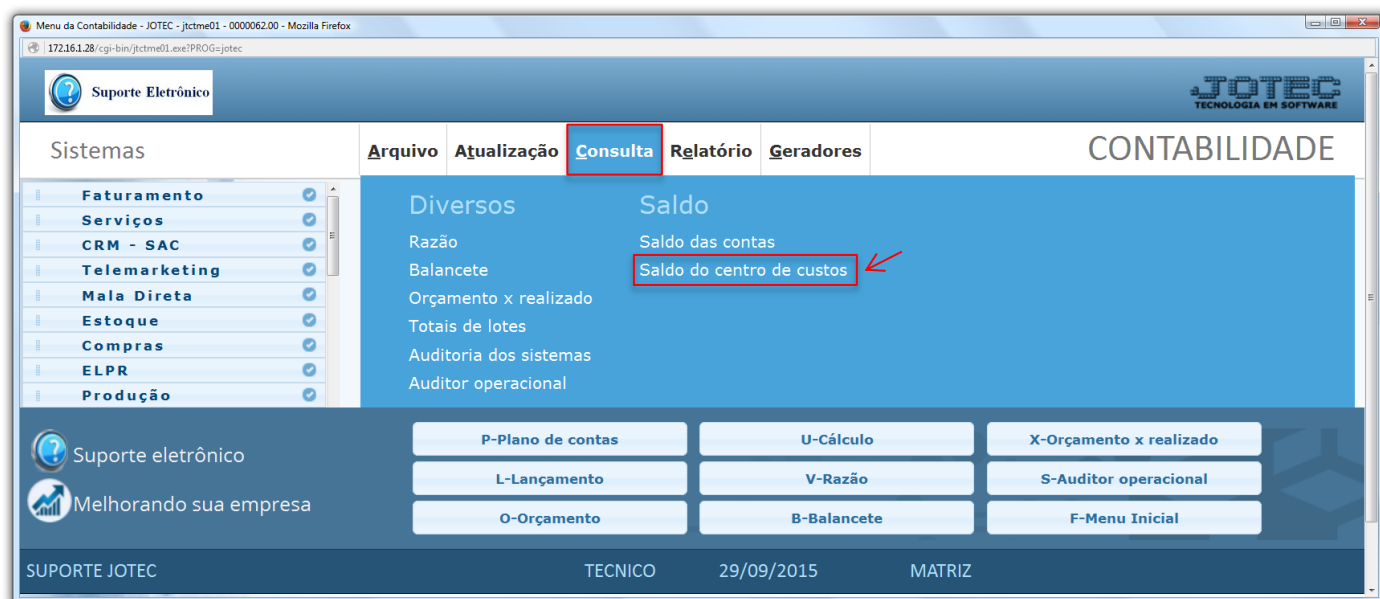 Menu da Contabilidade - JOTEC - jtctme01 - 0000062.00 - Mozilla Firefox
172.16.1.28/cgi-bin/jtctme01.exe?PROG=jotec
Suporte Eletrônico
JOTEC
TECNOLOGIA EM SOFTWARE
Sistemas
Arquivo Atualização Consulta Relatório Geradores
CONTABILIDADE
Faturamento
Serviços
CRM - SAC
Telemarketing
Mala Direta
Estoque
Compras
ELPR
Produção
Diversos
Razão
Balancete
Orçamento x realizado
Totais de lotes
Auditoria dos sistemas
Auditor operacional
Saldo
Saldo das contas
Saldo do centro de custos
Suporte eletrônico
Melhorando sua empresa
P-Plano de contas U-Cálculo X-Orçamento x realizado
L-Lançamento V-Razão S-Auditor operacional
O-Orçamento B-Balancete F-Menu Inicial
SUPORTE JOTEC TECNICO 29/09/2015 MATRIZ